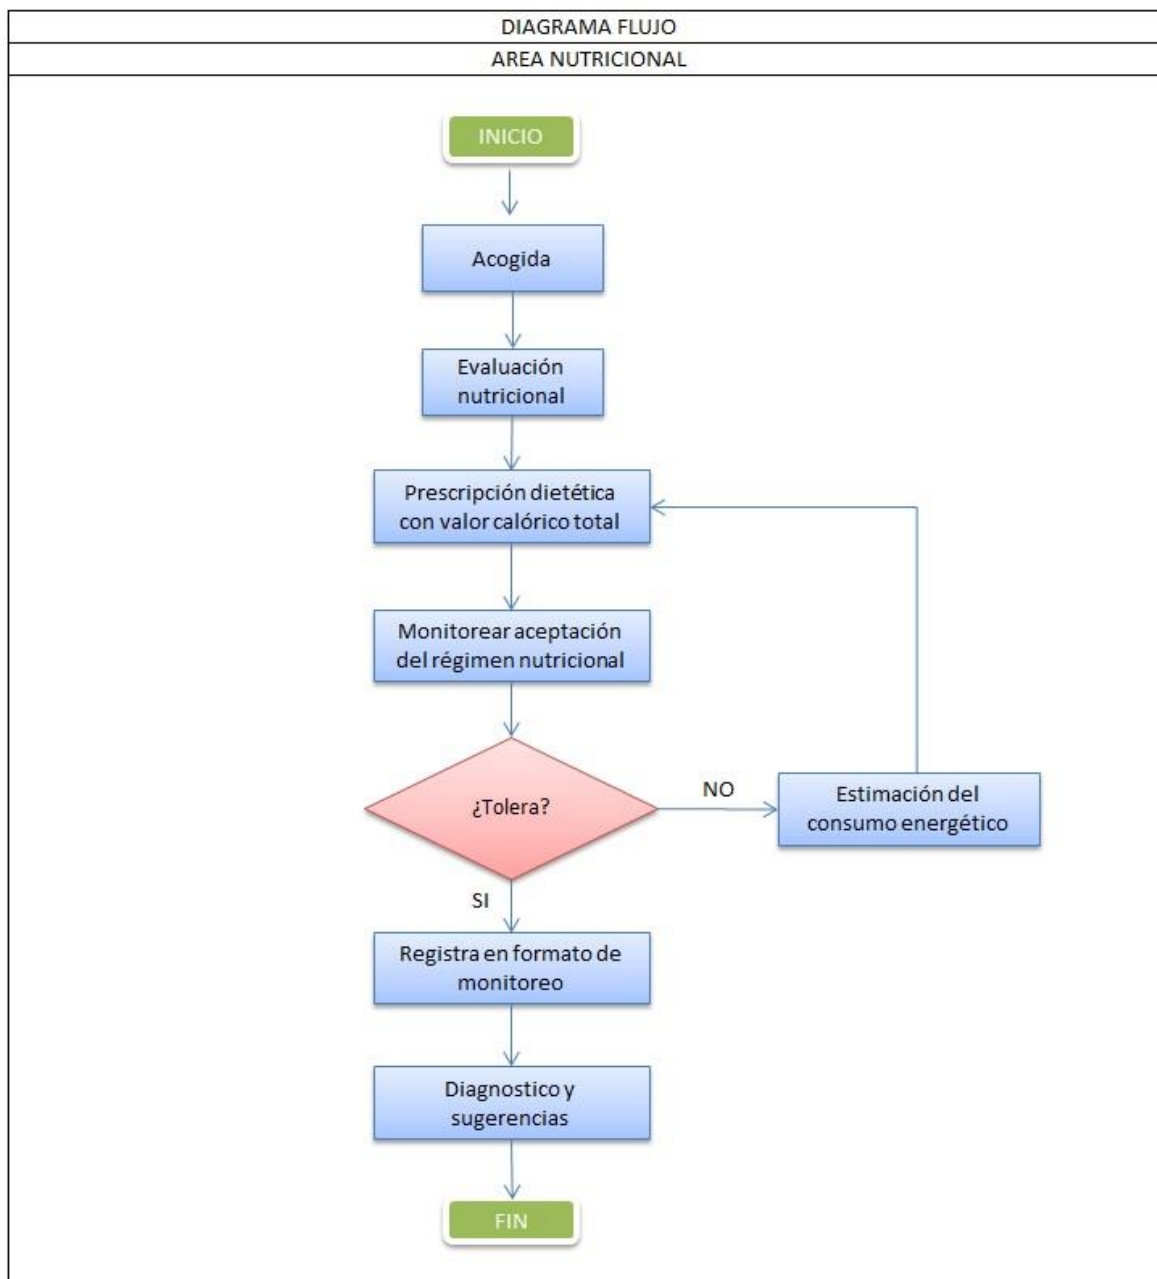 DIAGRAMA FLUJO
AREA NUTRICIONAL
INICIO
Acogida
Evaluación
nutricional
Prescripción dietética
con valor calórico total
Monitorear aceptación
del régimen nutricional
¿Tolera?
NO
Estimación del
consumo energético
SI
Registra en formato de
monitoreo
Diagnostico y
sugerencias
FIN